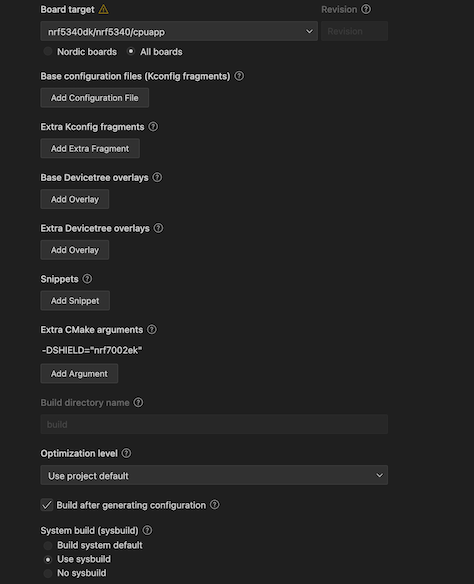 Board target
Revision
nrf5340dk/nrf5340/cpuapp
Revision
Nordic boards
All boards
Base configuration files (Kconfig fragments)
Add Configuration File
Extra Kconfig fragments
Add Extra Fragment
Base Devicetree overlays
Add Overlay
Extra Devicetree overlays
Add Overlay
Snippets
Add Snippet
Extra CMake arguments
-DSHIELD="nrf7002ek"
Add Argument
Build directory name
build
Optimization level
Use project default
Build after generating configuration
System build (sysbuild)
Build system default
Use sysbuild
No sysbuild